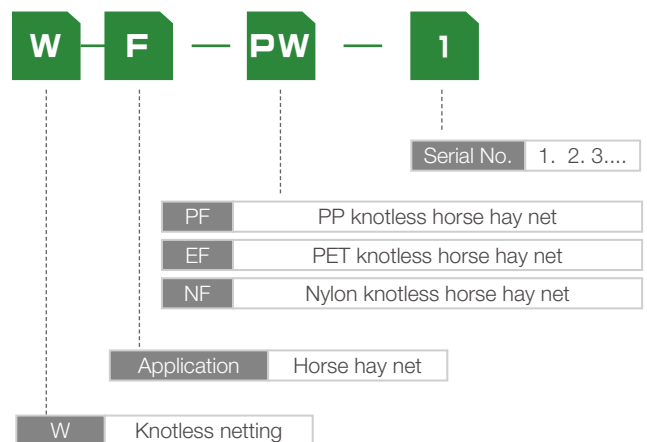 W — F — PW — 1
Serial No. 1. 2. 3....
PF PP knotless horse hay net
EF PET knotless horse hay net
NF Nylon knotless horse hay net
Application Horse hay net
W Knotless netting